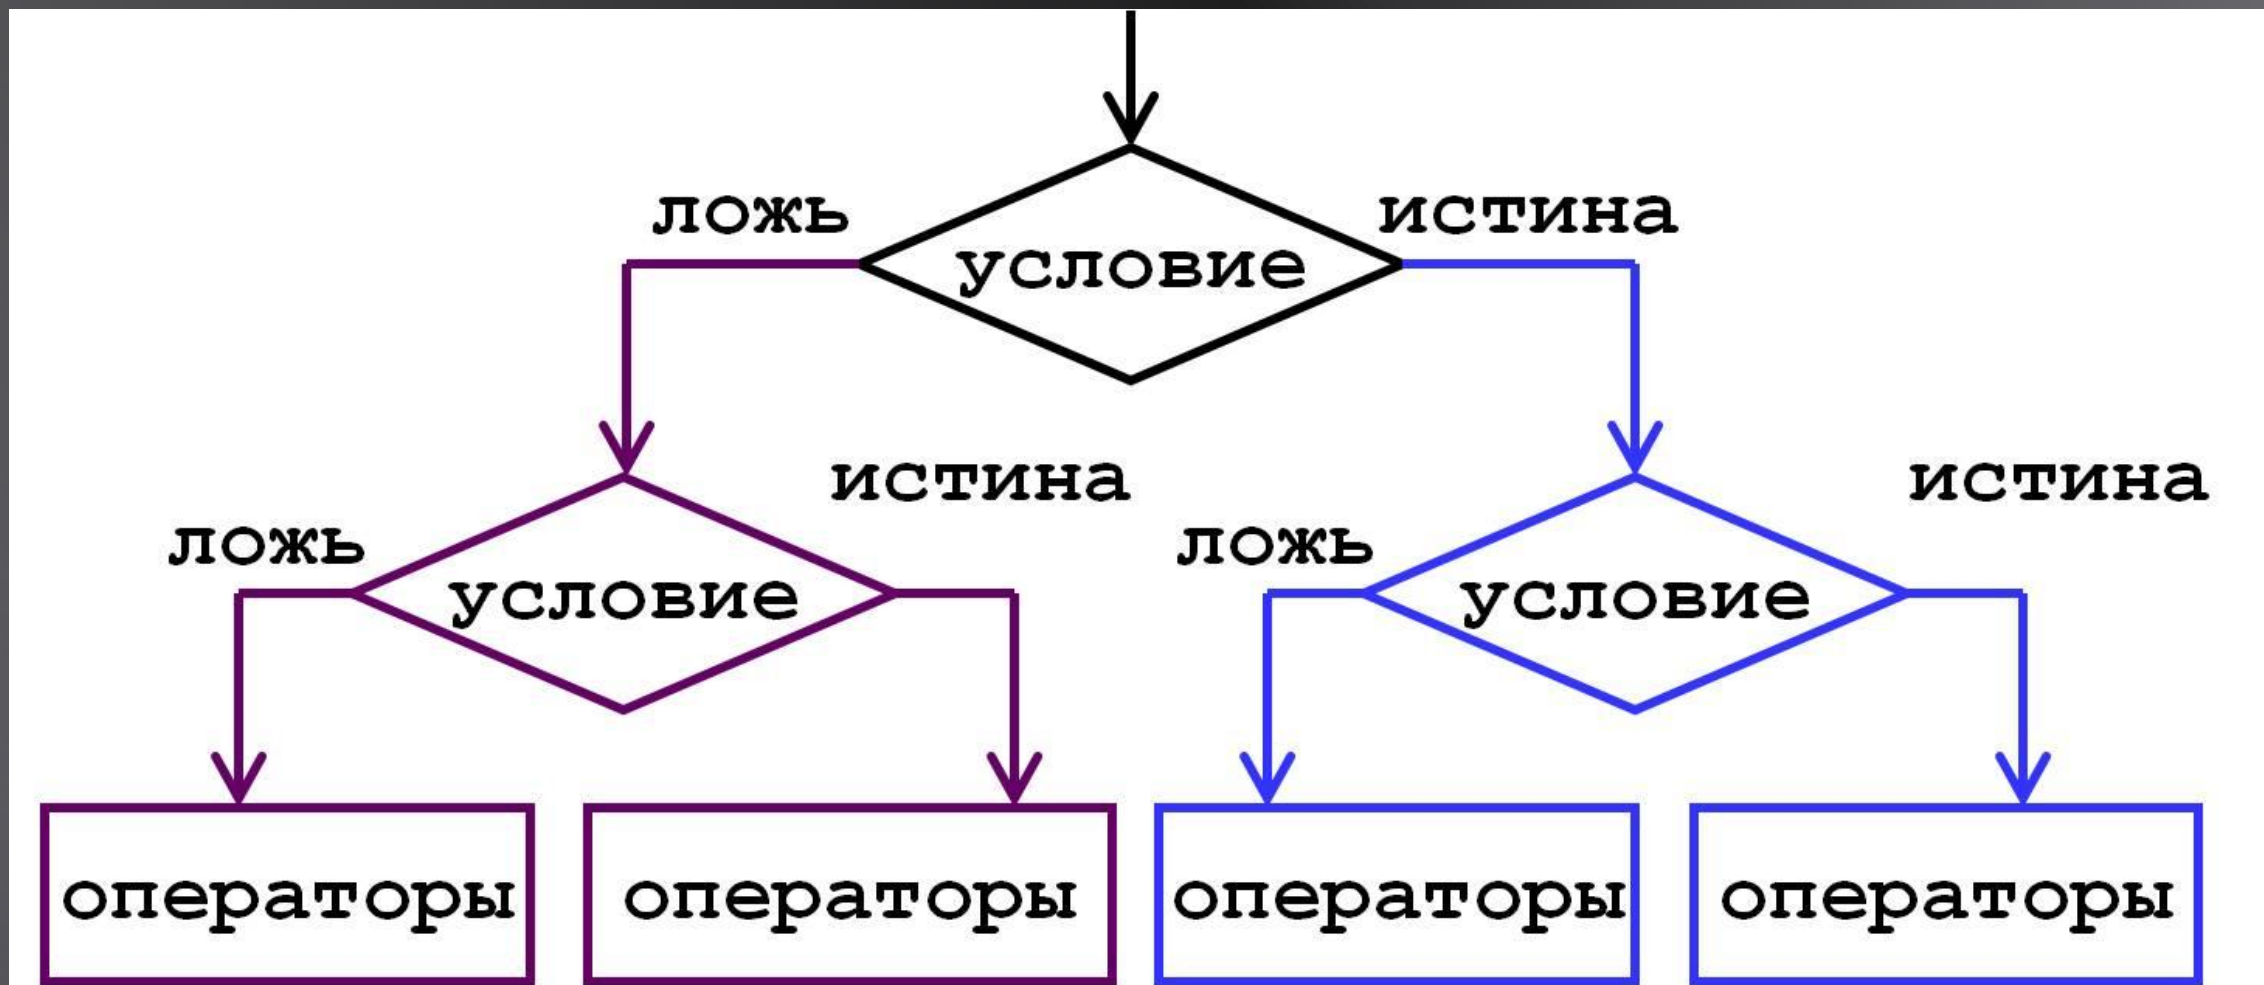 ложь
истина
условие
истина
истина
ложь
ложь
условие
условие
операторы
операторы
операторы
операторы